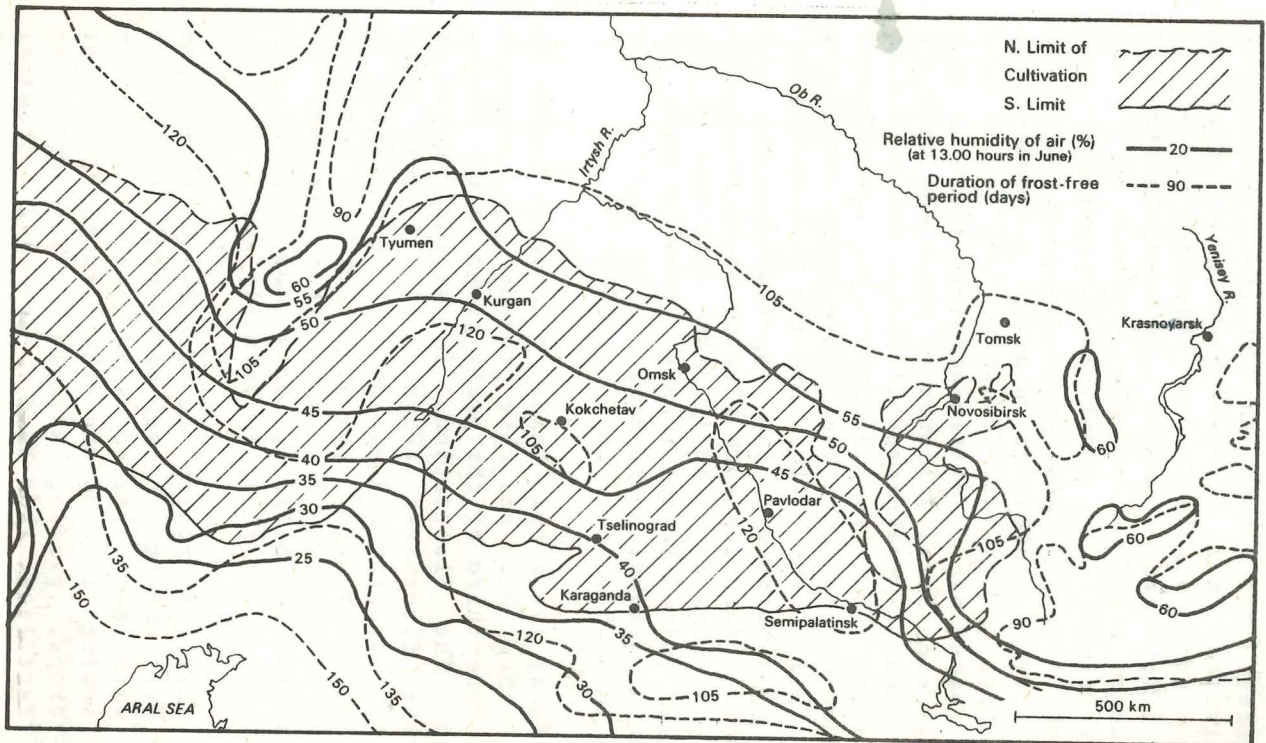 N. Limit of
Cultivation
S. Limit
Relative humidity of air (%)
(at 13.00 hours in June)
20
Duration of frost-free
period (days)
90
Ob R.
Irtysh R.
Yenisey R.
120
90
Tyumen
60
55
50
Kurgan
120
105
105
Tomsk
Krasnoyarsk
Omsk
Novosibirsk
45
Kokchetav
105
55
50
45
60
40
35
30
25
Pavlodar
Tselinograd
120
40
105
60
60
135
150
Karaganda
Semipalatinsk
35
120
90
30
105
150
135
ARAL SEA
500 km